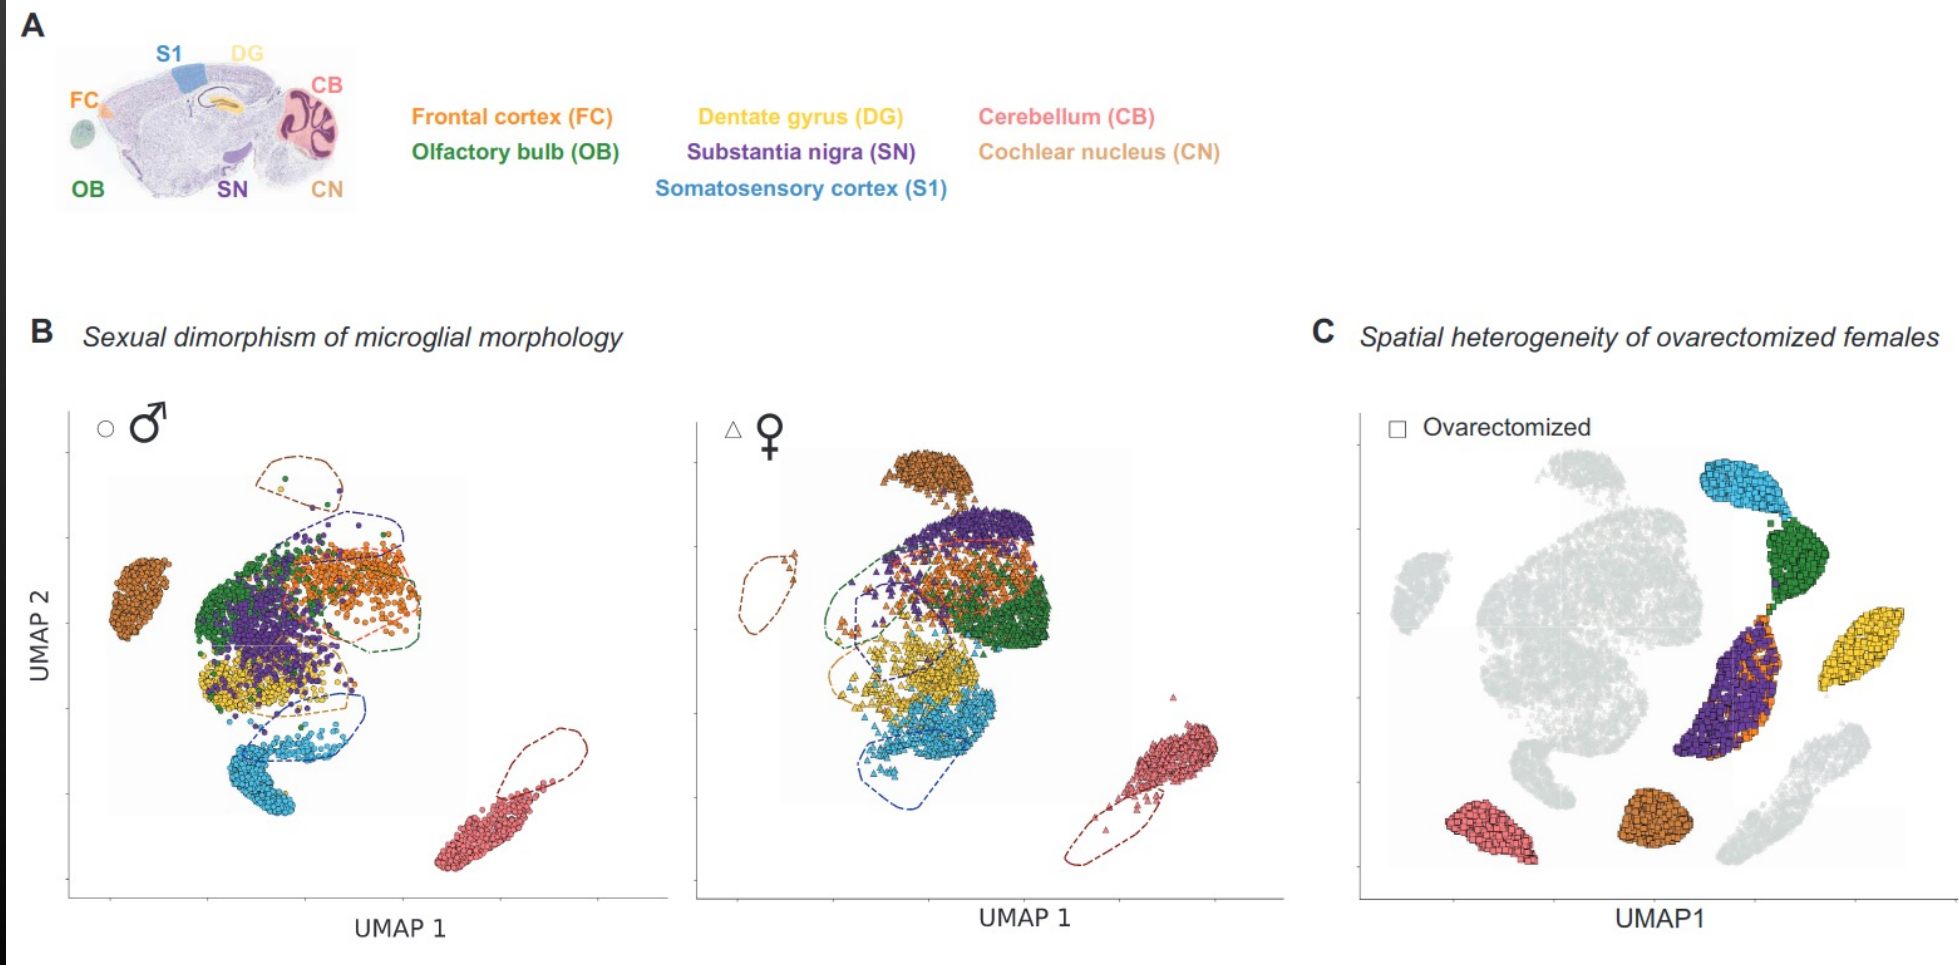 A
S1 DG
CB
FC
OB SN CN
Frontal cortex (FC)
Olfactory bulb (OB)
Dentate gyrus (DG)
Substantia nigra (SN)
Somatosensory cortex (S1)
Cerebellum (CB)
Cochlear nucleus (CN)
B Sexual dimorphism of microglial morphology
♂
♀
UMAP 2
UMAP 1
UMAP 1
C Spatial heterogeneity of ovarectomized females
Ovarectomized
UMAP1